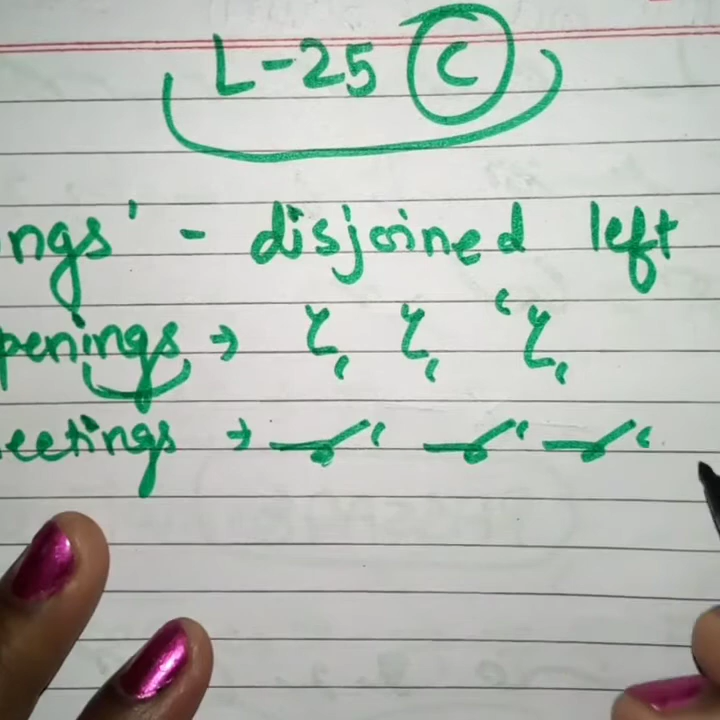 L-25 (C)
ngs' - disjoined left
penings →
eetings →